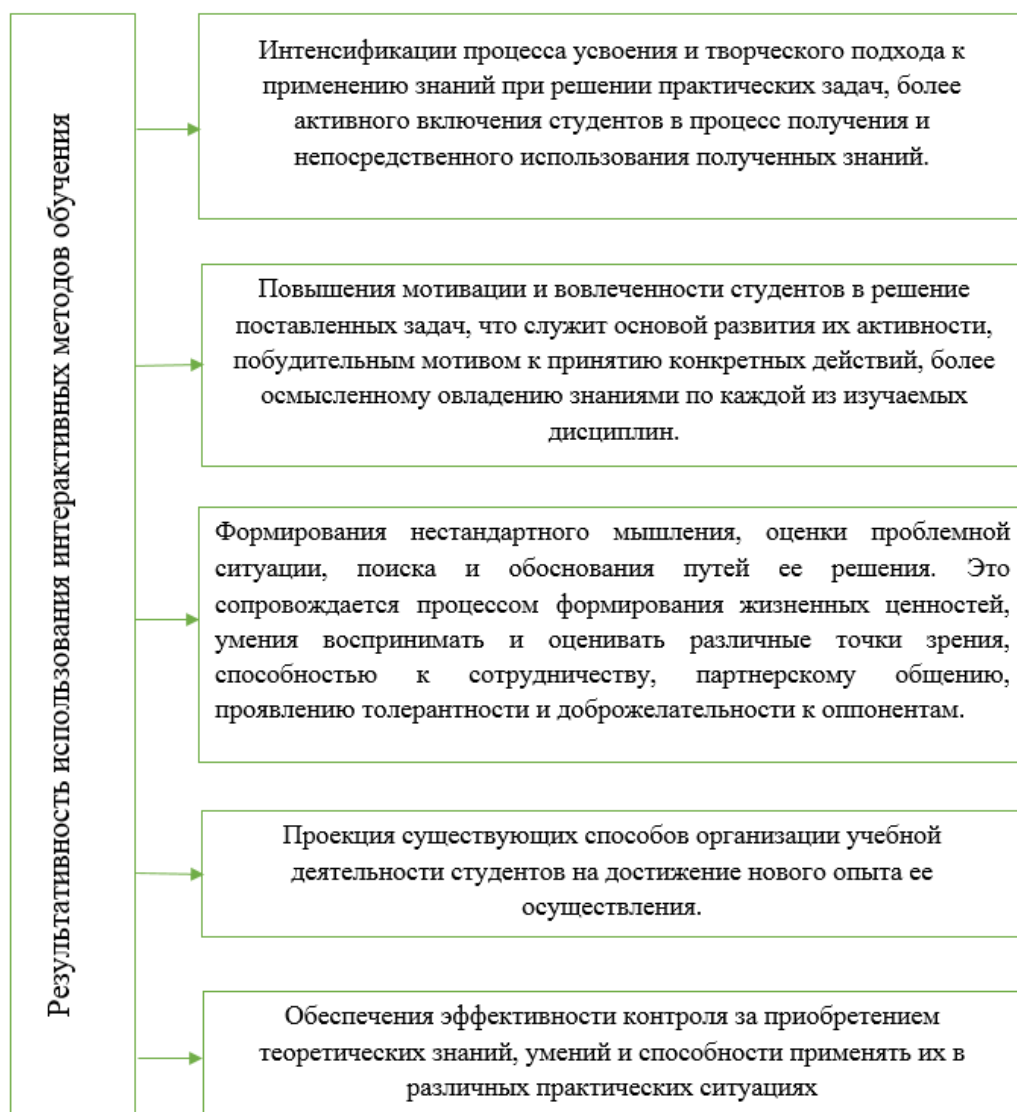 Результативность использования интерактивных методов обучения
Интенсификации процесса усвоения и творческого подхода к
применению знаний при решении практических задач, более
активного включения студентов в процесс получения и
непосредственного использования полученных знаний.
Повышения мотивации и вовлеченности студентов в решение
поставленных задач, что служит основой развития их активности,
побудительным мотивом к принятию конкретных действий, более
осмысленному овладению знаниями по каждой из изучаемых
дисциплин.
Формирования нестандартного мышления, оценки проблемной
ситуации, поиска и обоснования путей ее решения. Это
сопровождается процессом формирования жизненных ценностей,
умения воспринимать и оценивать различные точки зрения,
способностью к сотрудничеству, партнерскому общению,
проявлению толерантности и доброжелательности к оппонентам.
Проекция существующих способов организации учебной
деятельности студентов на достижение нового опыта ее
осуществления.
Обеспечения эффективности контроля за приобретением
теоретических знаний, умений и способности применять их в
различных практических ситуациях